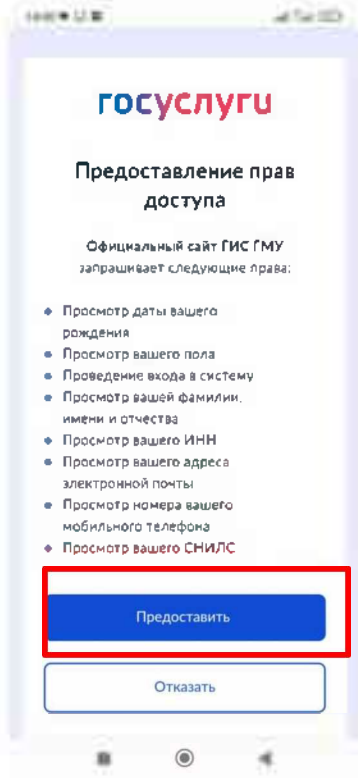 госуслуги
Предоставление прав
доступа
Официальный сайт ГИС ГМУ
запрашивает следующие права:
Просмотр даты вашего
рождения
Просмотр вашего пола
Проведение входа в систему
Просмотр вашей фамилии,
имени и отчества
Просмотр вашего ИНН
Просмотр вашего адреса
электронной почты
Просмотр номера вашего
мобильного телефона
Просмотр вашего СНИЛС
Предоставить
Отказать